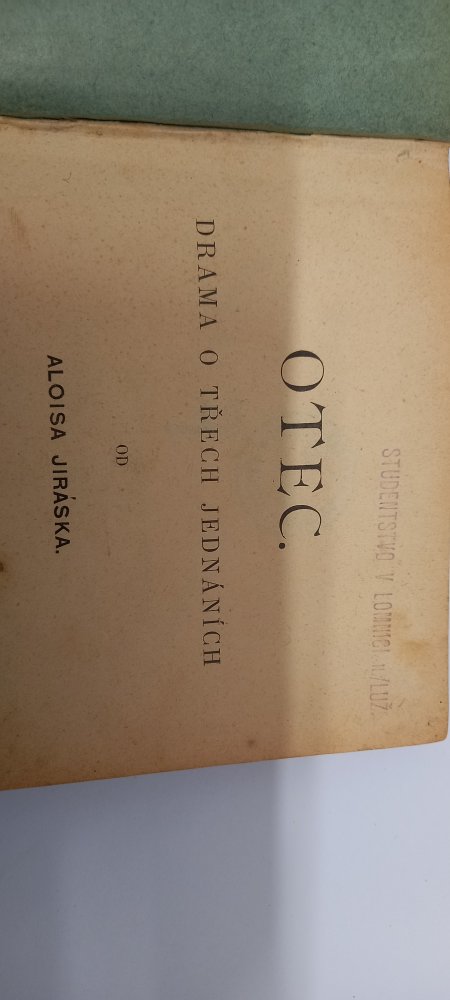 STUDENTSTVO V LOMNICI N./LUŽ.
OTEC.
DRAMA O TŘECH JEDNÁNÍCH
OD
ALOISA JIRÁSKA.